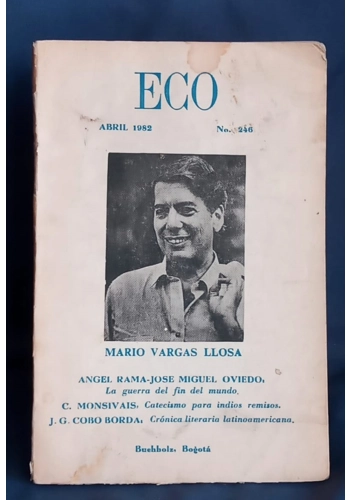 ECO
ABRIL 1982 No. 246
MARIO VARGAS LLOSA
ANGEL RAMA-JOSE MIGUEL OVIEDO,
La guerra del fin del mundo.
C. MONSIVAIS, Catecismo para indios remisos.
J. G. COBO BORDA, Crónica literaria latinoamericana.
Buchholz, Bogotá